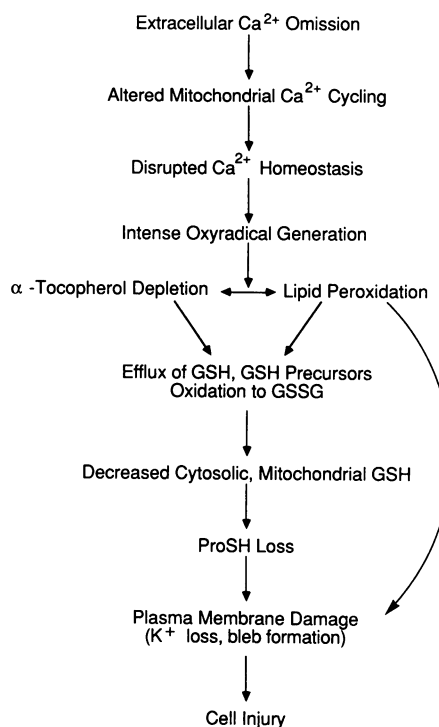 Extracellular Ca²⁺ Omission
Altered Mitochondrial Ca²⁺ Cycling
Disrupted Ca²⁺ Homeostasis
Intense Oxyradical Generation
α -Tocopherol Depletion Lipid Peroxidation
Efflux of GSH, GSH Precursors
Oxidation to GSSG
Decreased Cytosolic, Mitochondrial GSH
ProSH Loss
Plasma Membrane Damage
(K⁺ loss, bleb formation)
Cell Injury